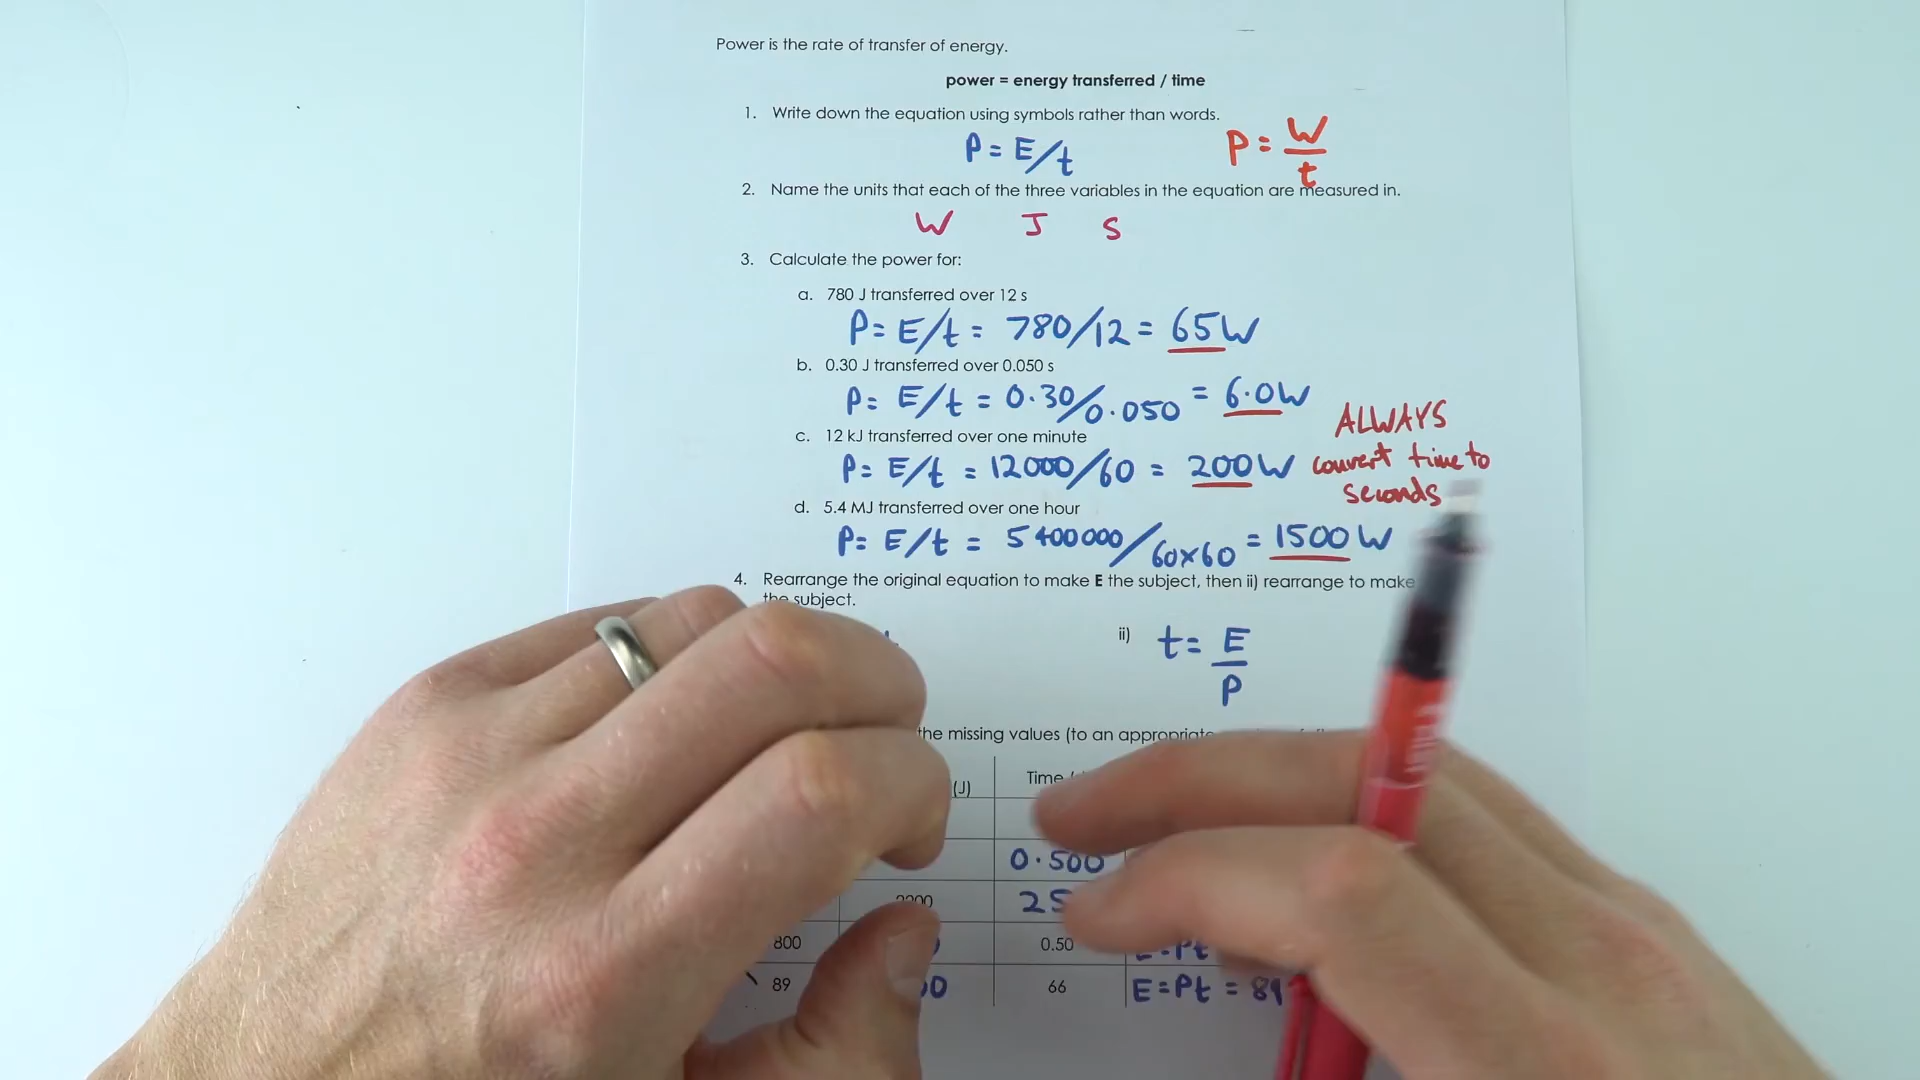 Power is the rate of transfer of energy.
power = energy transferred / time
1. Write down the equation using symbols rather than words.
P = E/t
P = W/t
2. Name the units that each of the three variables in the equation are measured in.
W J S
3. Calculate the power for:
a. 780 J transferred over 12 s
P = E/t = 780/12 = 65W
b. 0.30 J transferred over 0.050 s
P = E/t = 0.30/0.050 = 6.0W
c. 12 kJ transferred over one minute
P = E/t = 12000/60 = 200W
ALWAYS
convert time to
seconds
d. 5.4 MJ transferred over one hour
P = E/t = 5400000/60×60 = 1500W
4. Rearrange the original equation to make E the subject, then ii) rearrange to make
the subject.
ii) t = E/P
the missing values (to an
(J) Time
0.500
800 0.50 E=Pt
89 66 E=Pt = 89